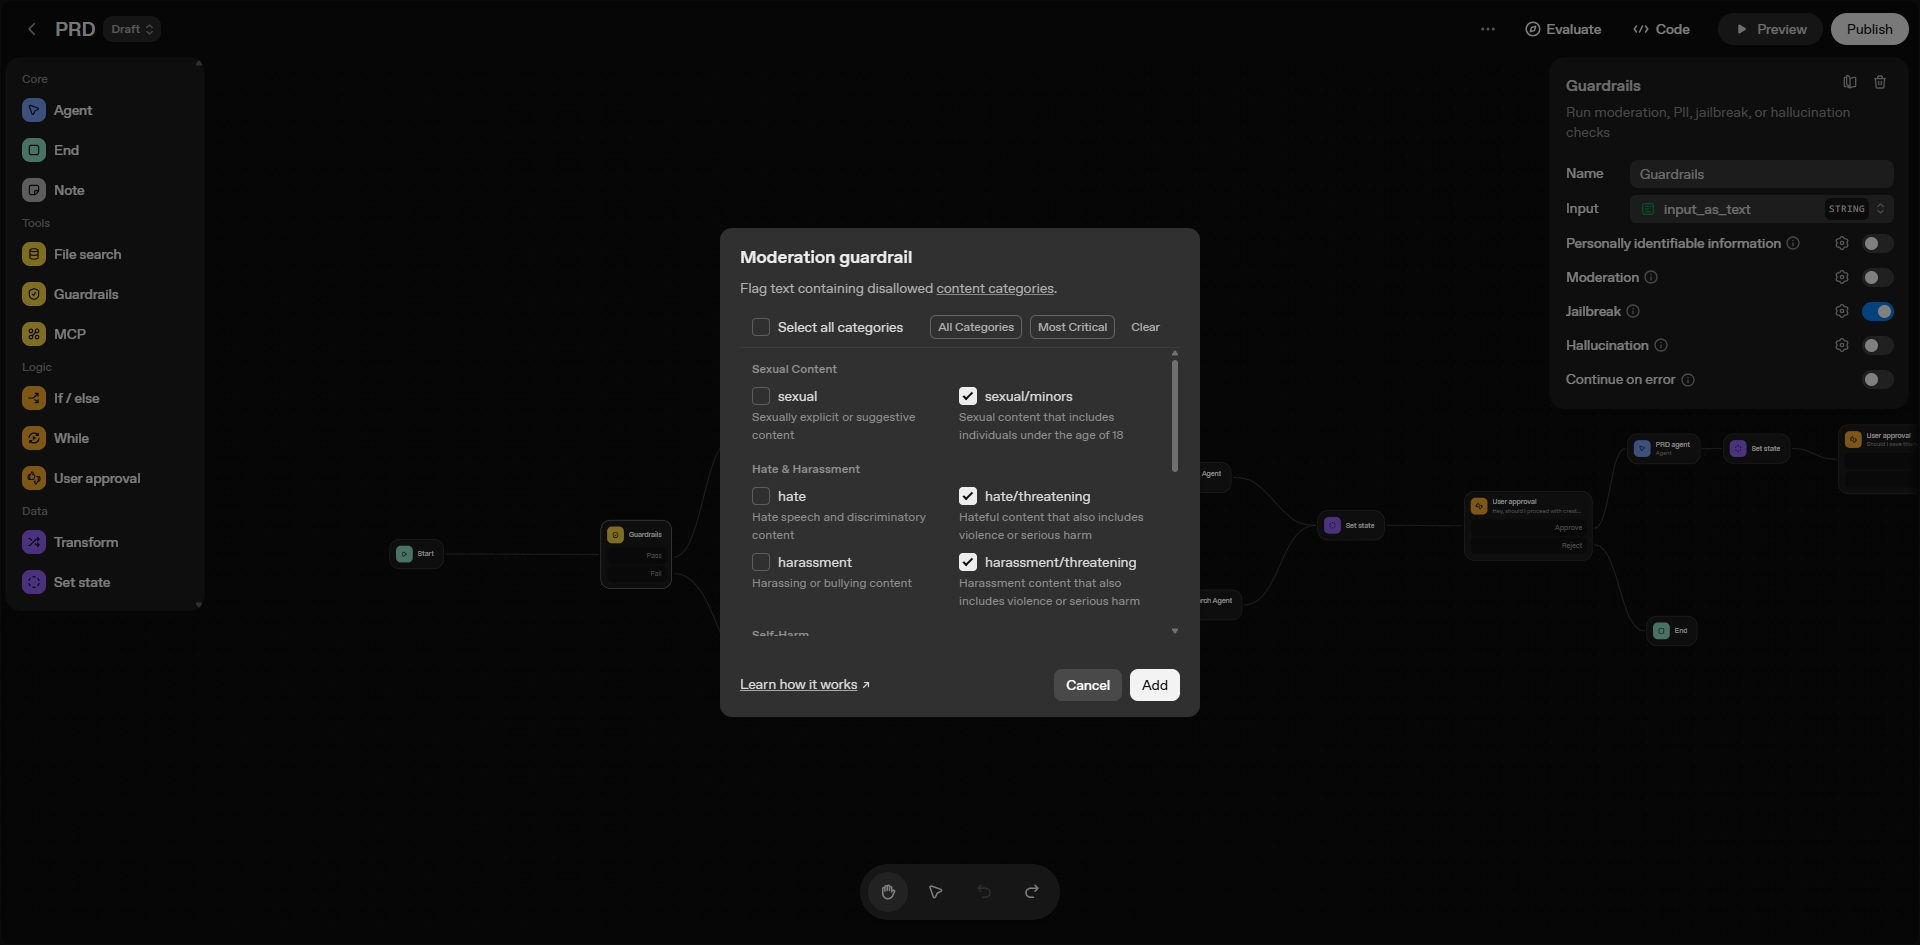 PRD
Draft
Evaluate
Code
Preview
Publish
Core
Agent
End
Note
Tools
File search
Guardrails
MCP
Logic
If / else
While
User approval
Data
Transform
Set state
Start
Guardrails
Pass
Fail
Moderation guardrail
Flag text containing disallowed content categories.
Select all categories
All Categories
Most Critical
Clear
Sexual Content
sexual
Sexually explicit or suggestive
content
sexual/minors
Sexual content that includes
individuals under the age of 18
Hate & Harassment
hate
Hate speech and discriminatory
content
hate/threatening
Hateful content that also includes
violence or serious harm
harassment
Harassing or bullying content
harassment/threatening
Harassment content that also
includes violence or serious harm
Self-Harm
Learn how it works
Cancel
Add
Agent
Agent
Set state
User approval
Hey, should I proceed with creat...
Approve
Reject
PRD agent
Agent
Set state
User approval
Should I save
End
Guardrails
Run moderation, PII, jailbreak, or hallucination
checks
Name
Guardrails
Input
input_as_text
STRING
Personally identifiable information
Moderation
Jailbreak
Hallucination
Continue on error